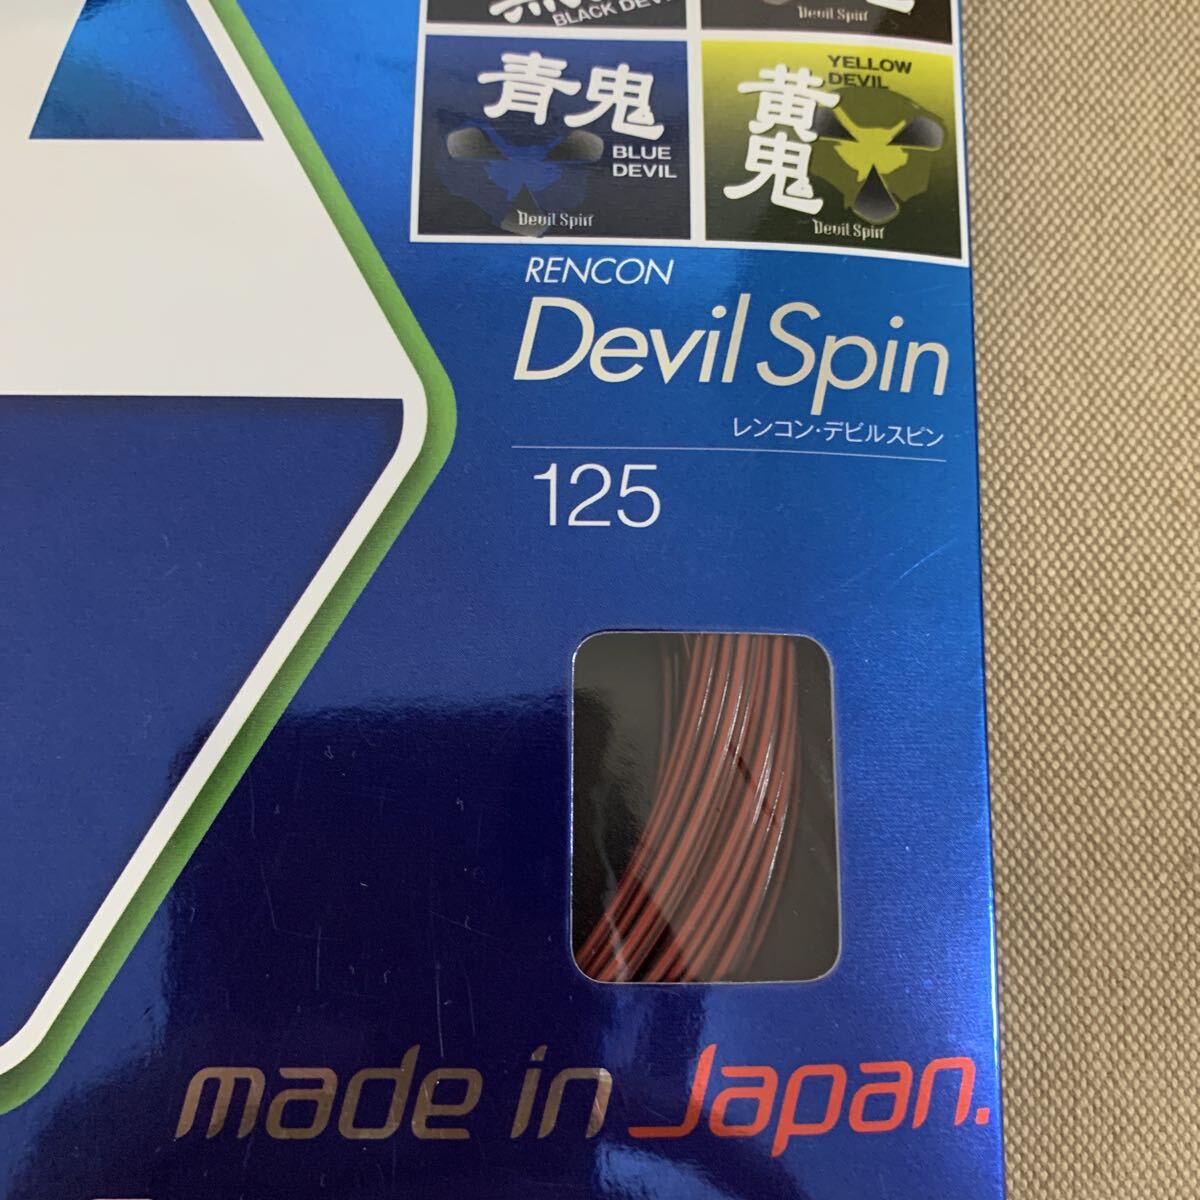 BLACK DEVI
Devil Spin
青鬼
BLUE
DEVIL
Devil Spin
YELLOW
DEVIL
黄鬼
Devil Spin
RENCON
Devil Spin
レンコン・デビルスピン
125
made in Japan.